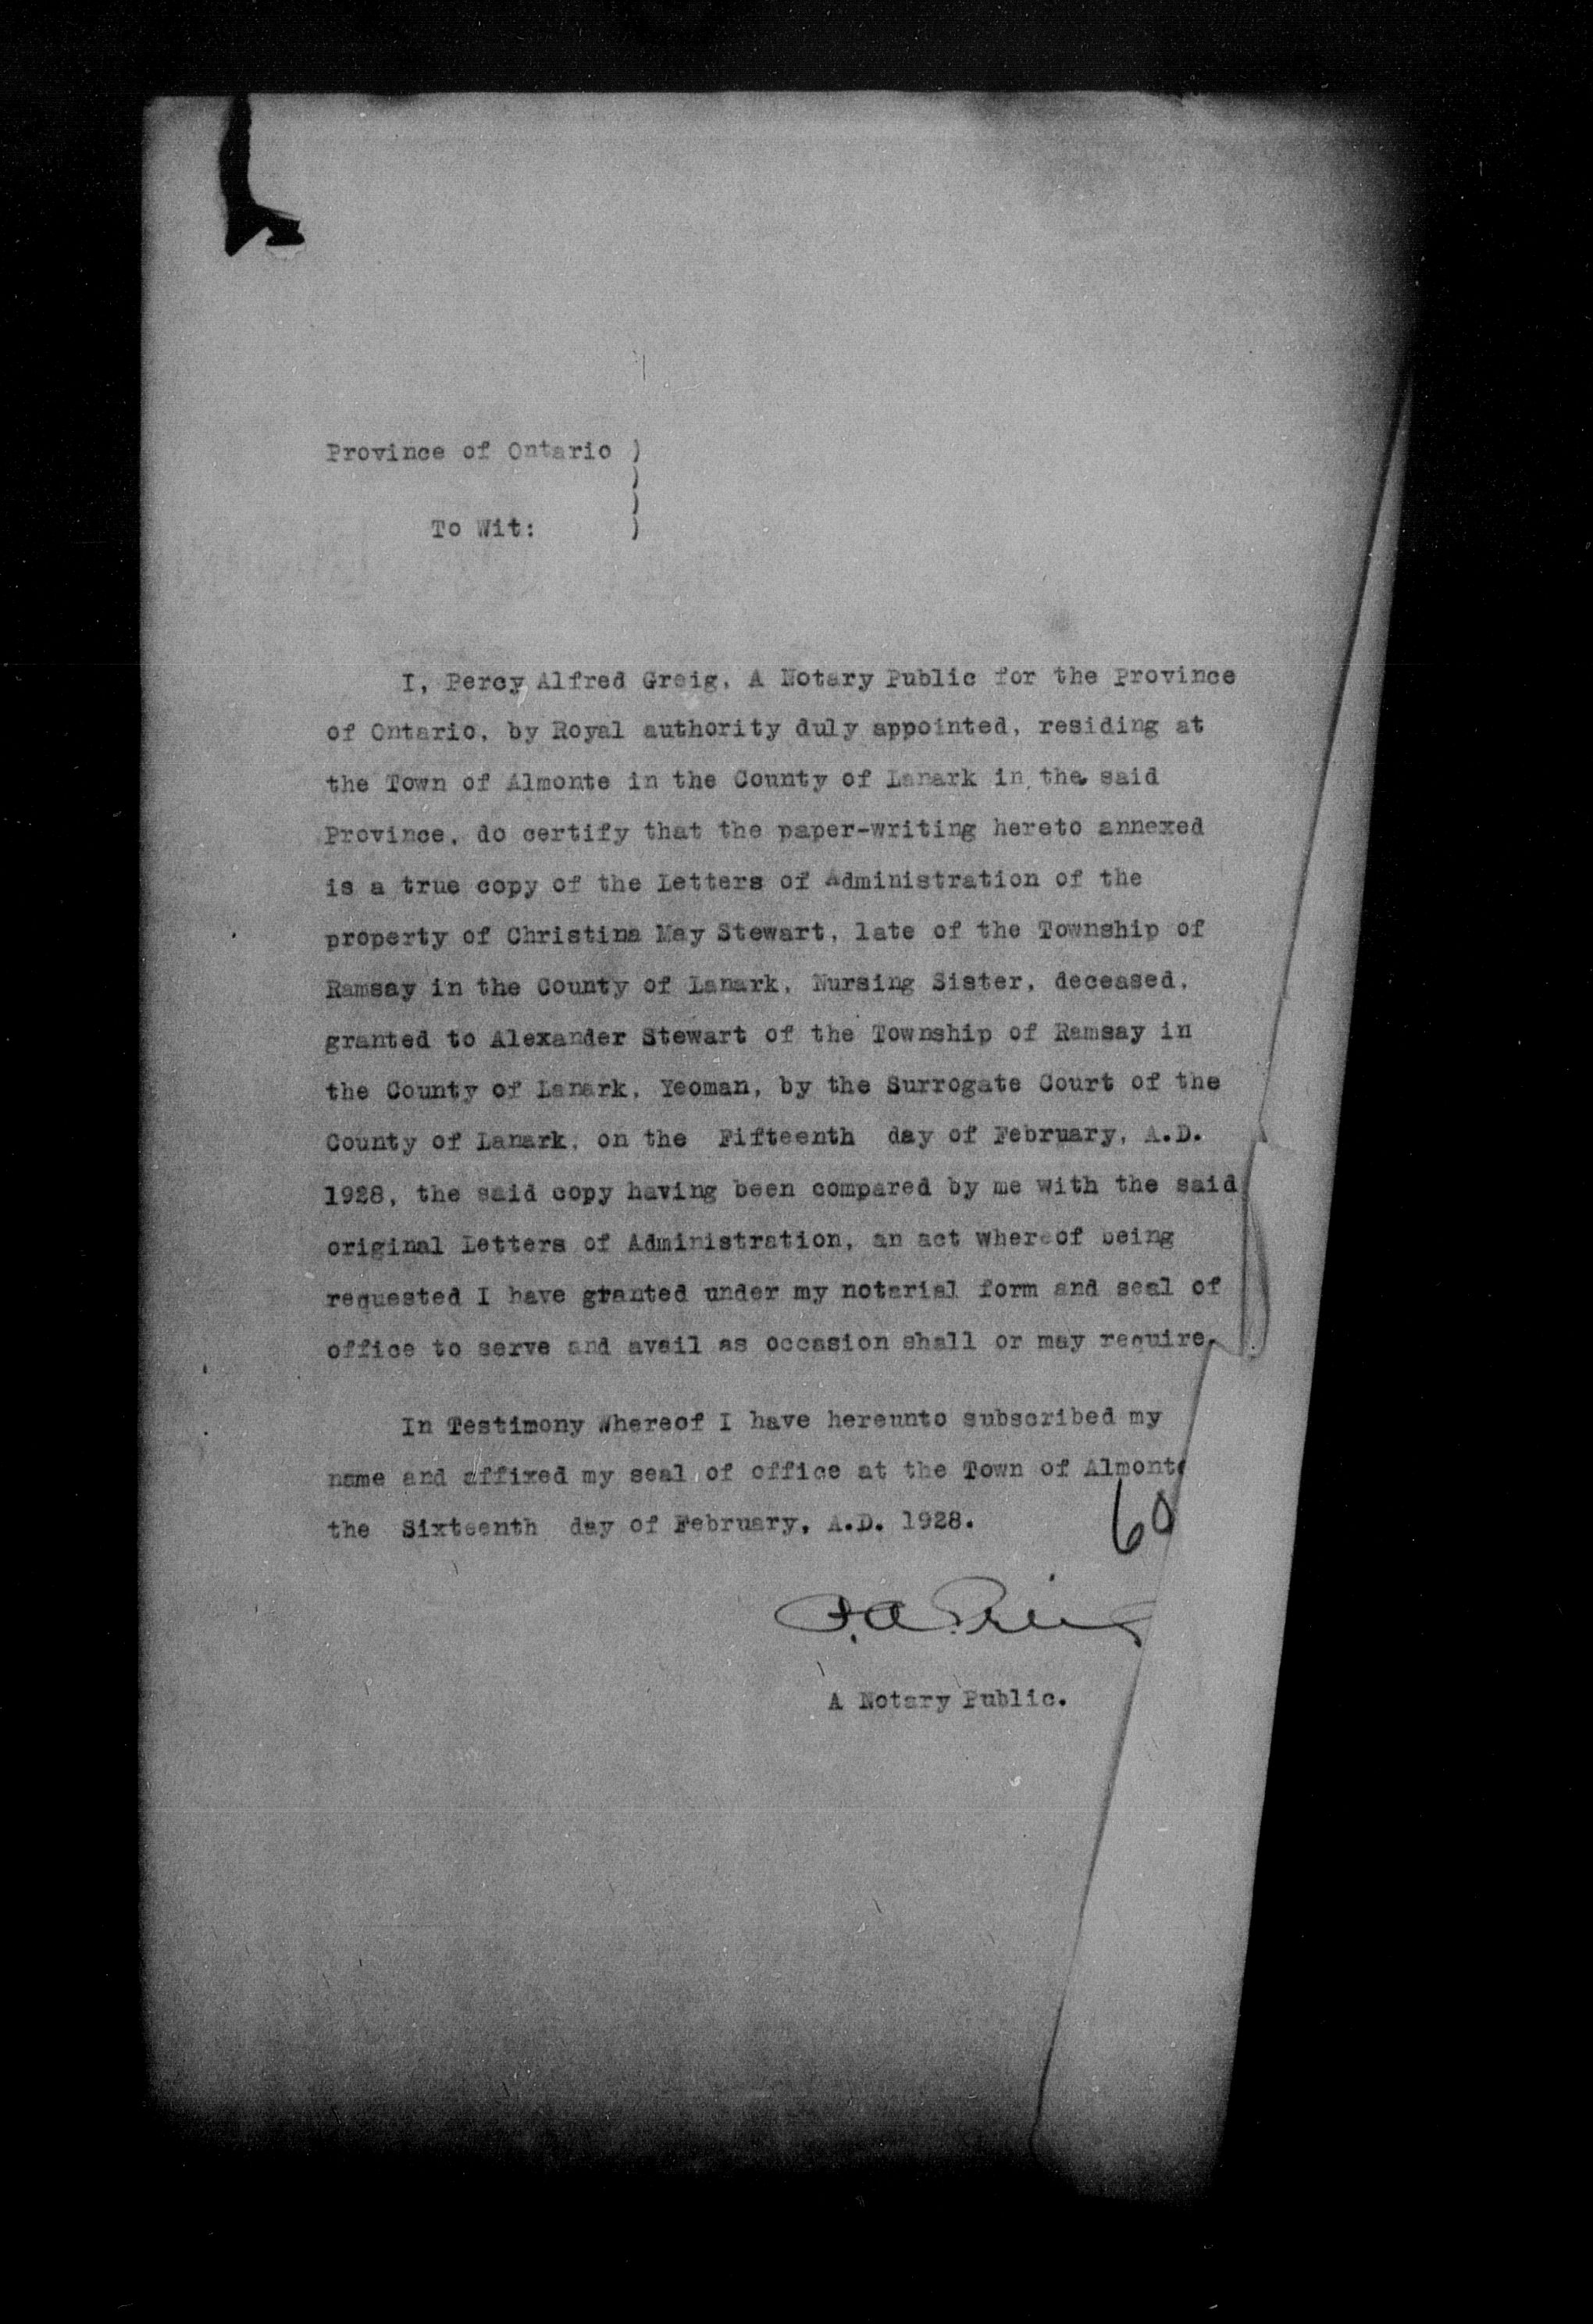 Province of Ontario )
)
)
To Wit: )
I, Percy Alfred Greig, A Notary Public for the Province
of Ontario, by Royal authority duly appointed, residing at
the Town of Almonte in the County of Lanark in the said
Province, do certify that the paper-writing hereto annexed
is a true copy of the Letters of Administration of the
property of Christina May Stewart, late of the Township of
Ramsay in the County of Lanark, Nursing Sister, deceased,
granted to Alexander Stewart of the Township of Ramsay in
the County of Lanark, Yeoman, by the Surrogate Court of the
County of Lanark, on the Fifteenth day of February, A.D.
1928, the said copy having been compared by me with the said
original Letters of Administration, an act whereof being
requested I have granted under my notarial form and seal of
office to serve and avail as occasion shall or may require.
In Testimony Whereof I have hereunto subscribed my
name and affixed my seal of office at the Town of Almonte
the Sixteenth day of February, A.D. 1928.
60
P.A. Greig
A Notary Public.